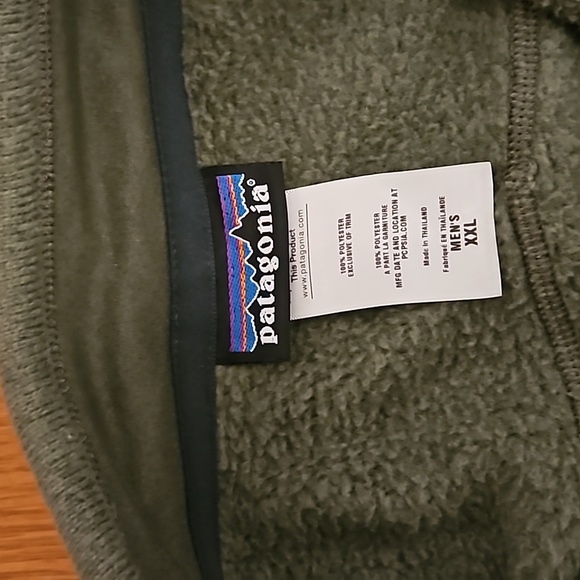 patagonia®
This Product
www.patagonia.com
100% POLYESTER
EXCLUSIVE OF TRIM
100% POLYESTER
A PART LA GARNITURE
MFG DATE AND LOCATION AT
PCPSIA.COM
Made in THAILAND
Fabriqué EN THAÏLANDE
MEN'S
XXL